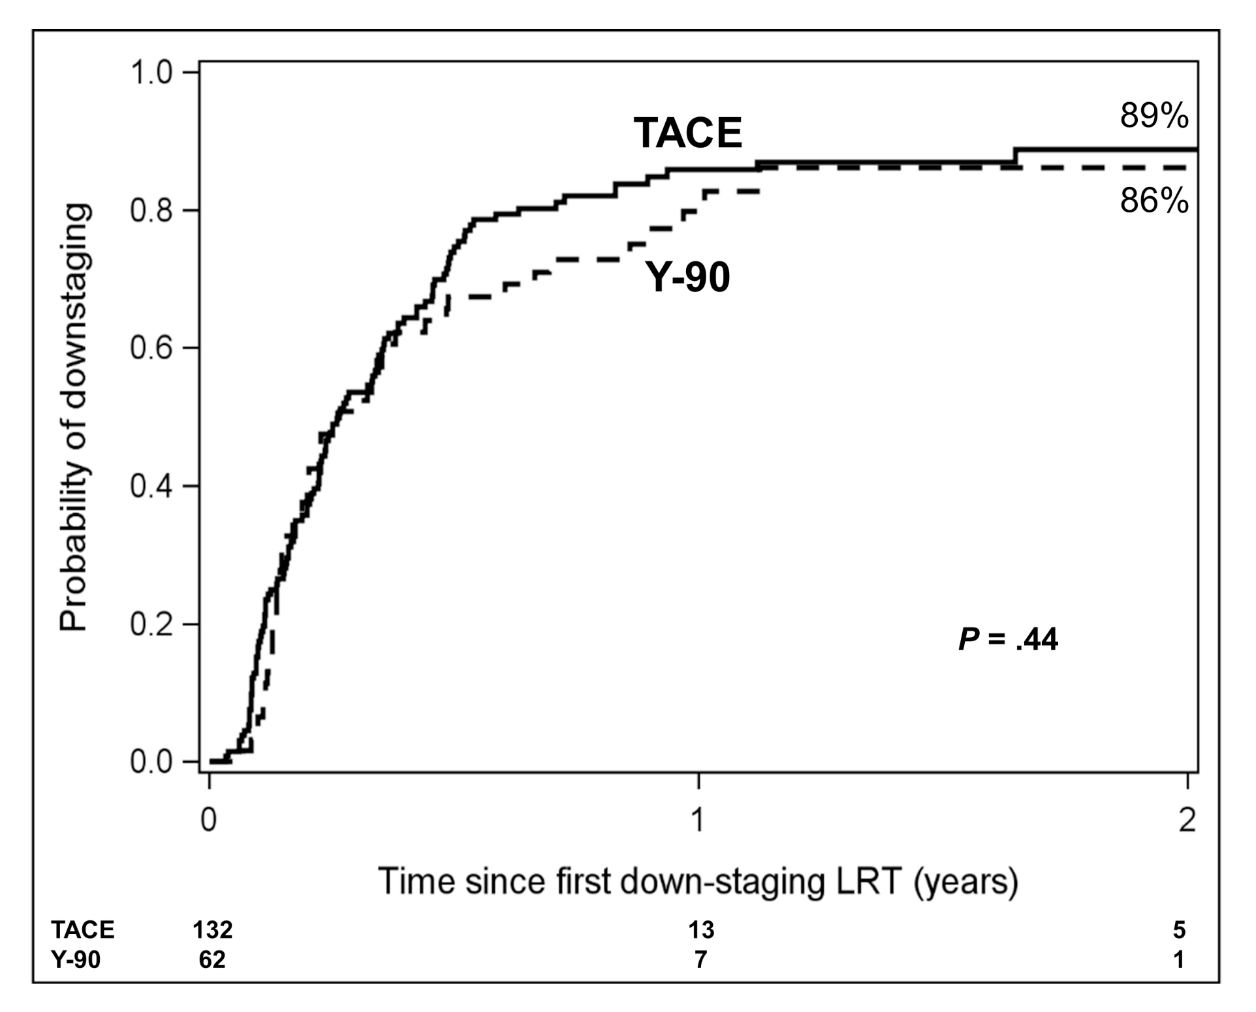 1.0
0.8
0.6
0.4
0.2
0.0
Probability of downstaging
TACE
89%
86%
Y-90
P = .44
0 1 2
Time since first down-staging LRT (years)
TACE 132 13 5
Y-90 62 7 1